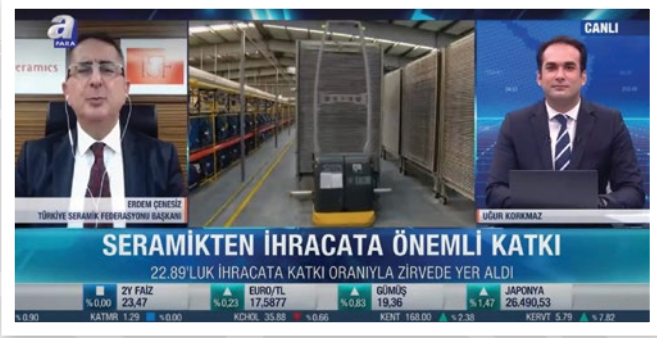 a
PARA
CANLI
eramics
ERDEM ÇENESİZ
TÜRKİYE SERAMİK FEDERASYONU BAŞKANI
UĞUR KORKMAZ
SERAMİKTEN İHRACATA ÖNEMLİ KATKI
22.89'LUK İHRACATA KATKI ORANIYLA ZİRVEDE YER ALDI
%0,00 2Y FAİZ 23,47
%0,23 EURO/TL 17,5877
%0,83 GÜMÜŞ 19,36
%1,47 JAPONYA 26.490,53
%0.90 KATMR 1.29 %0.00 KCHOL 35.88 %0.66 KENT 168.00 %2.38 KERVT 5.79 %7.82